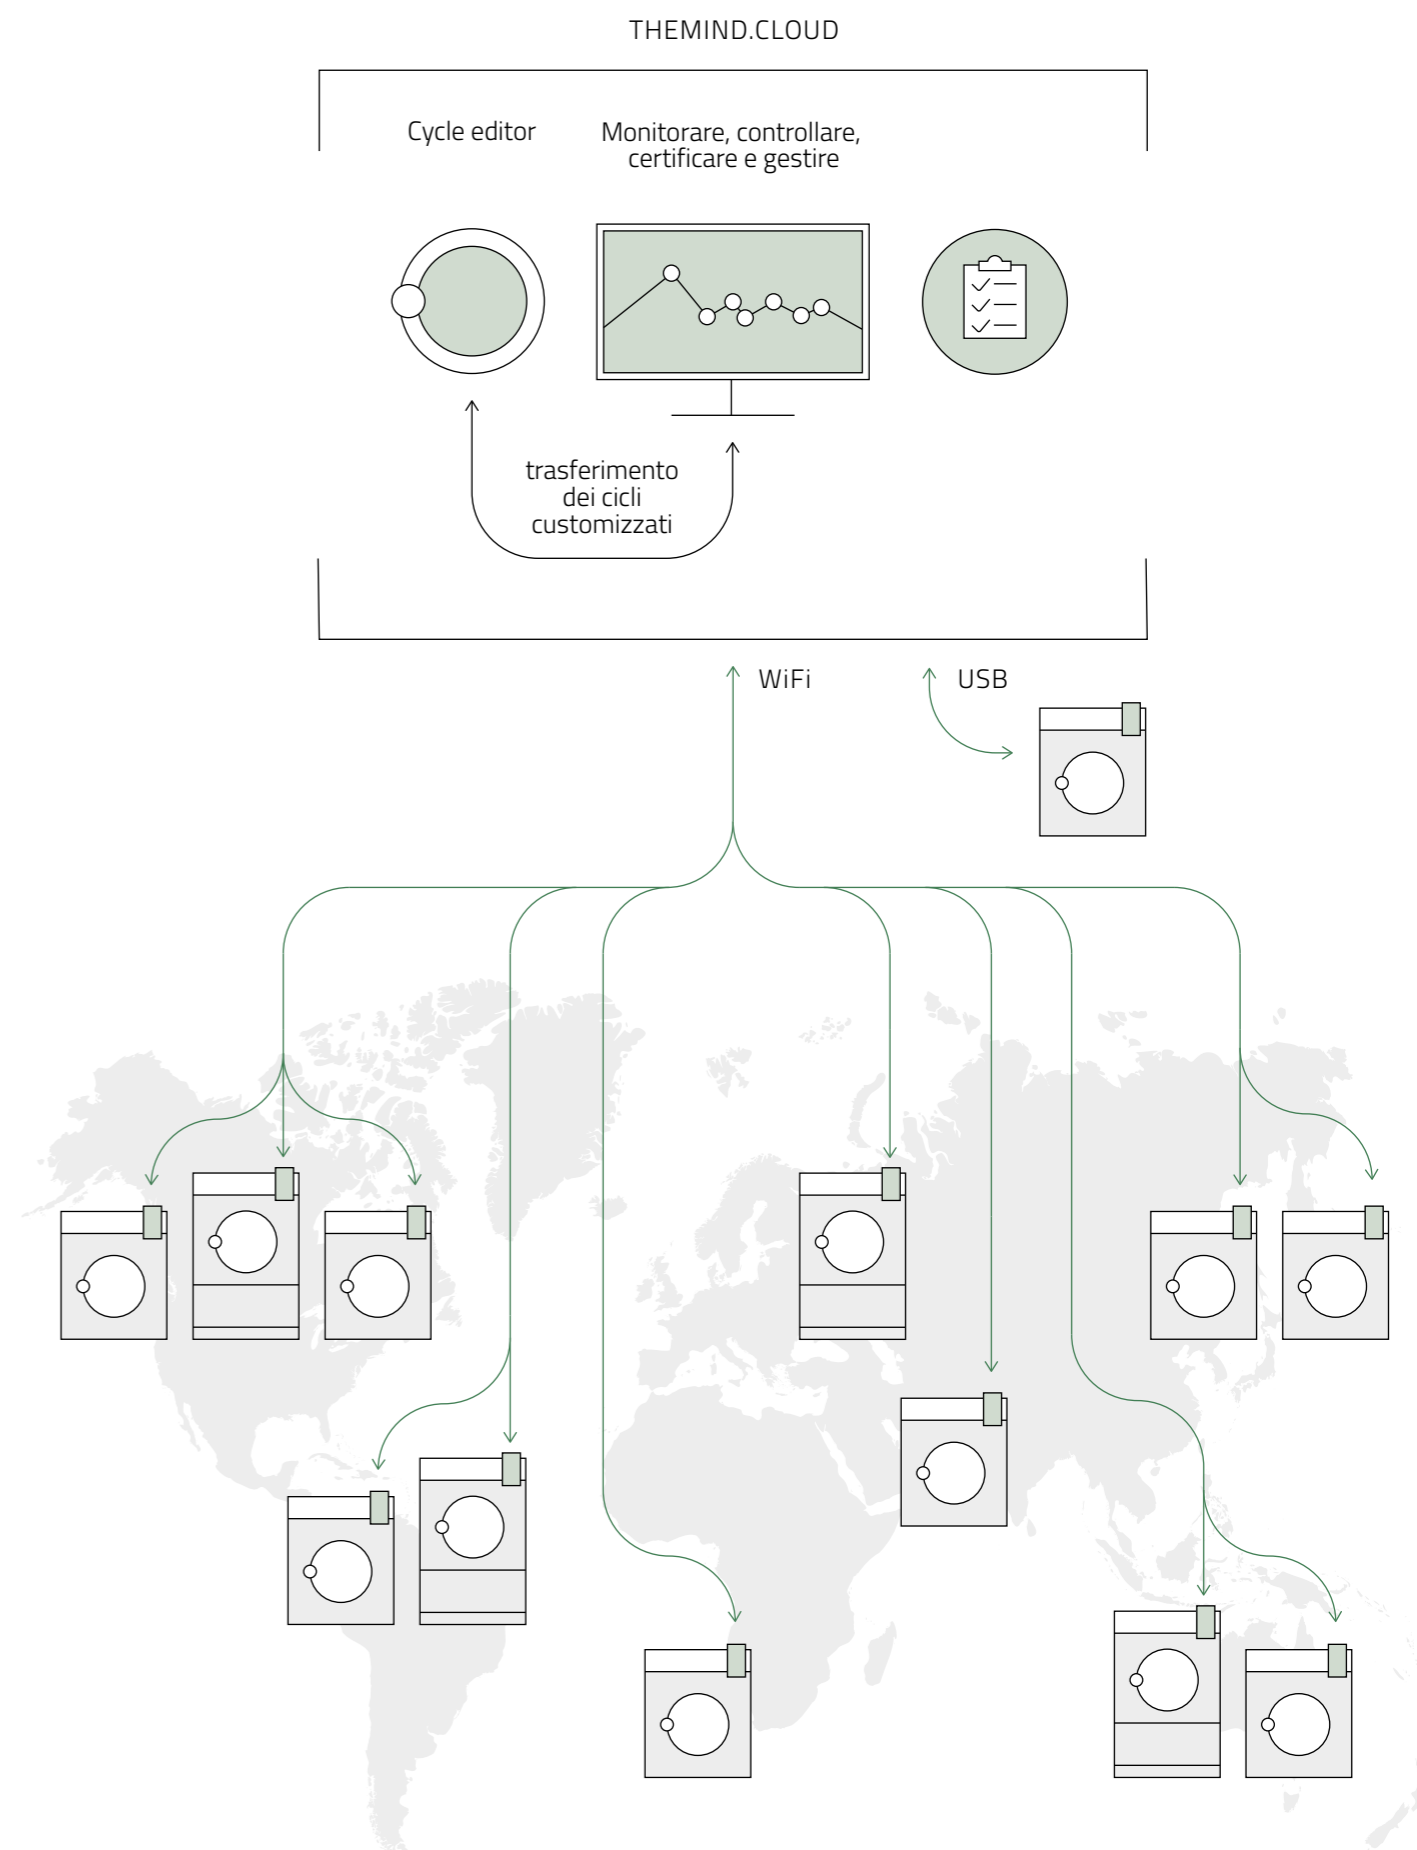 THEMIND.CLOUD
Cycle editor
Monitorare, controllare,
certificare e gestire
trasferimento
dei cicli
customizzati
WiFi
USB